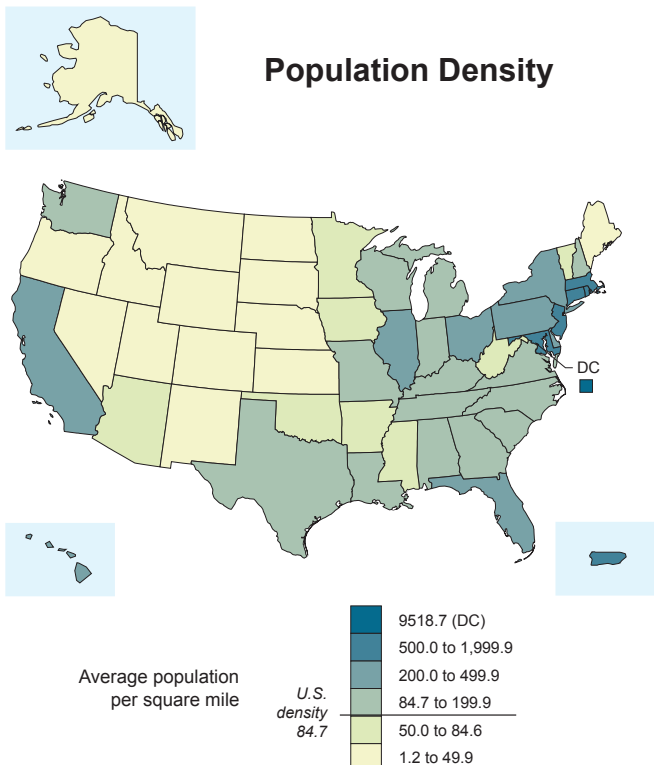 Population Density
DC
9518.7 (DC)
500.0 to 1,999.9
200.0 to 499.9
84.7 to 199.9
50.0 to 84.6
1.2 to 49.9
Average population
per square mile
U.S.
density
84.7